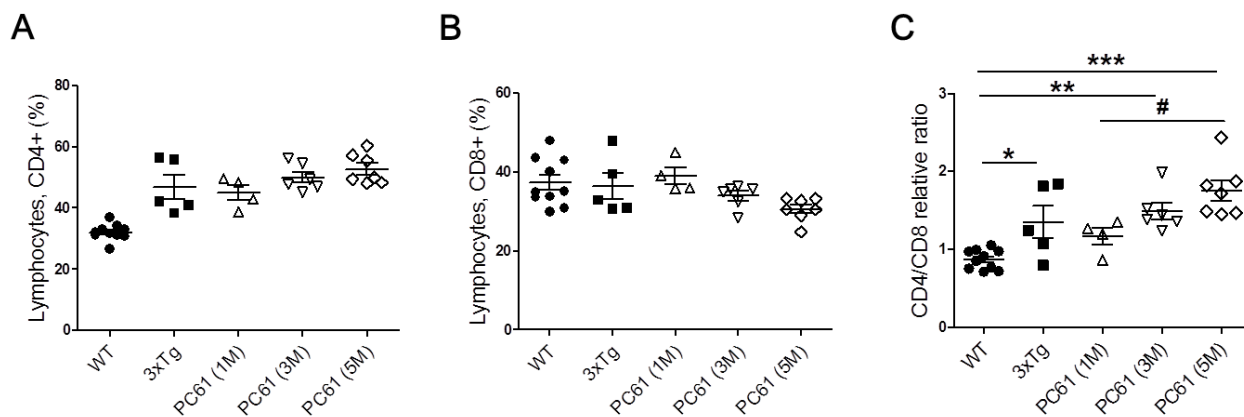 A
Lymphocytes, CD4+ (%)
80
60
40
20
0
WT
3xTg
PC61 (1M)
PC61 (3M)
PC61 (5M)
B
Lymphocytes, CD8+ (%)
60
40
20
0
WT
3xTg
PC61 (1M)
PC61 (3M)
PC61 (5M)
C
***
**
#
*
CD4/CD8 relative ratio
3
2
1
0
WT
3xTg
PC61 (1M)
PC61 (3M)
PC61 (5M)